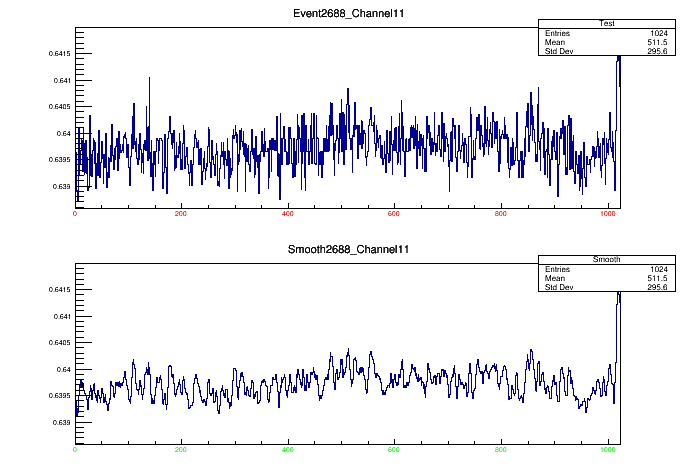 Event2688_Channel11
Test
Entries 1024
Mean 511.5
Std Dev 295.6
0.6415
0.641
0.6405
0.64
0.6395
0.639
0 200 400 600 800 1000
Smooth2688_Channel11
Smooth
Entries 1024
Mean 511.5
Std Dev 295.6
0.6415
0.641
0.6405
0.64
0.6395
0.639
0 200 400 600 800 1000